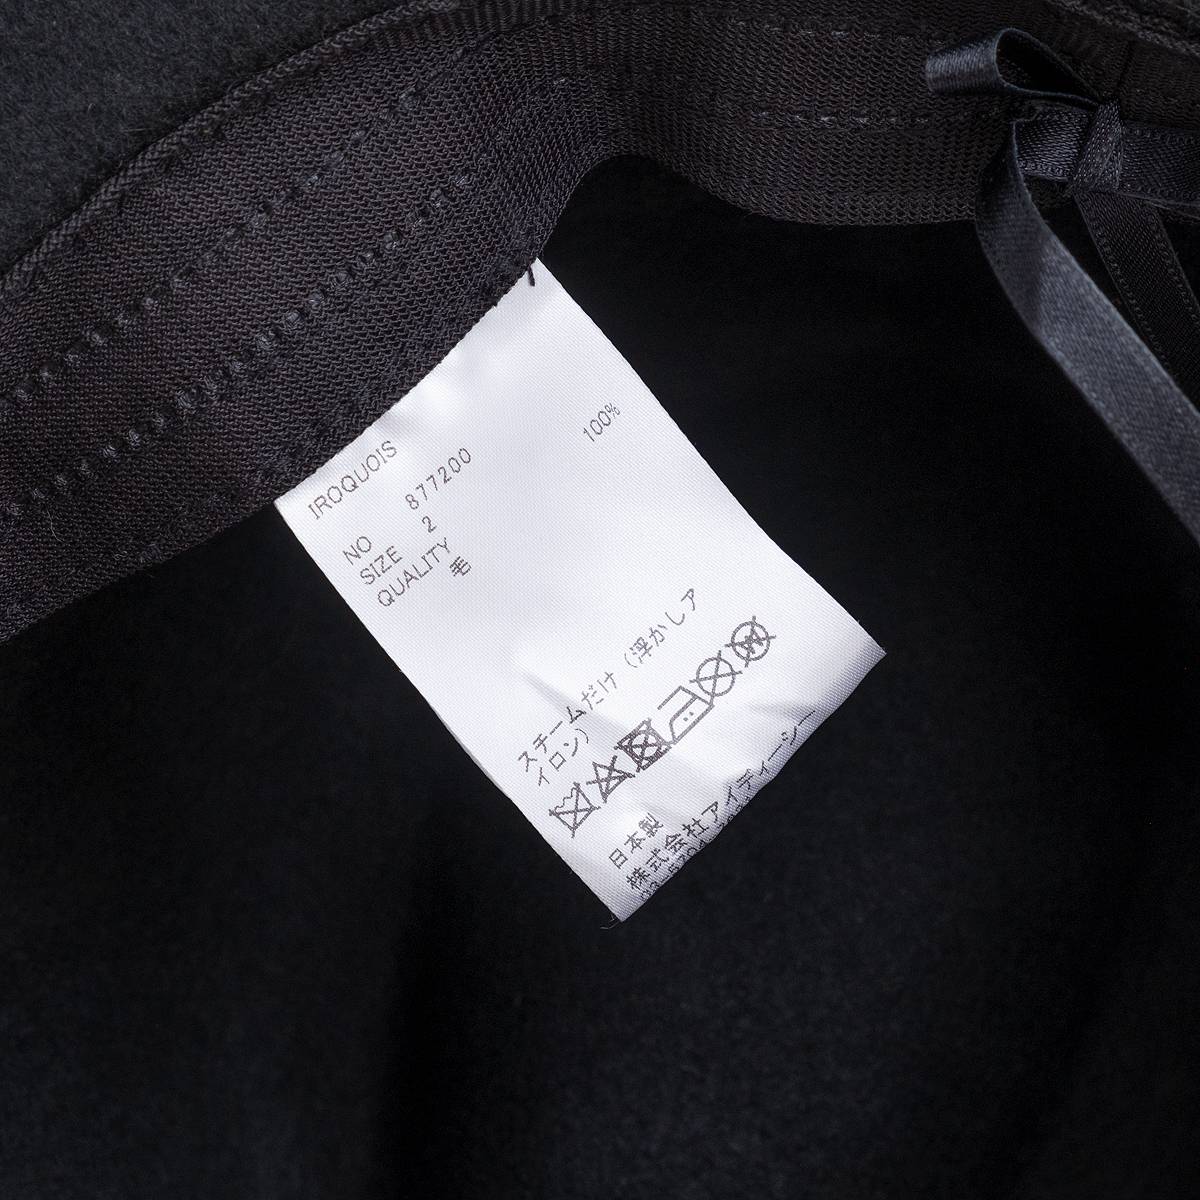 IROQUOIS
NO 877200
SIZE 2
QUALITY
毛 100%
スチームだけ（浮かしア
イロン）
日本製
株式会社アイディーシー